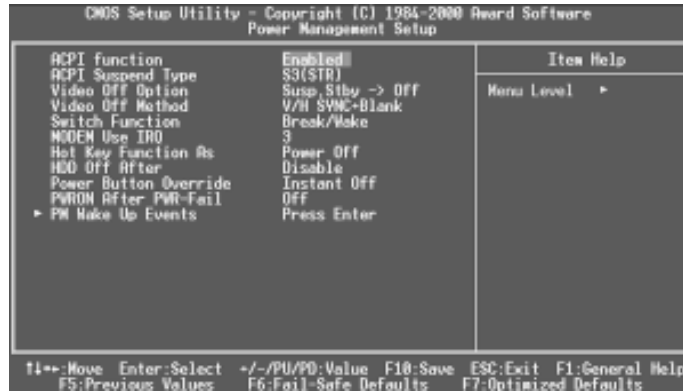 CMOS Setup Utility - Copyright (C) 1984-2000 Award Software
Power Management Setup
ACPI function Enabled
ACPI Suspend Type S3(STR)
Video Off Option Susp,Stby -> Off
Video Off Method V/H SYNC+Blank
Switch Function Break/Wake
MODEM Use IRQ 3
Hot Key Function As Power Off
HDD Off After Disable
Power Button Override Instant Off
PWRON After PWR-Fail Off
► PM Wake Up Events Press Enter
Item Help
Menu Level ►
↑↓←→:Move Enter:Select +/-/PU/PD:Value F10:Save ESC:Exit F1:General Help
F5:Previous Values F6:Fail-Safe Defaults F7:Optimized Defaults